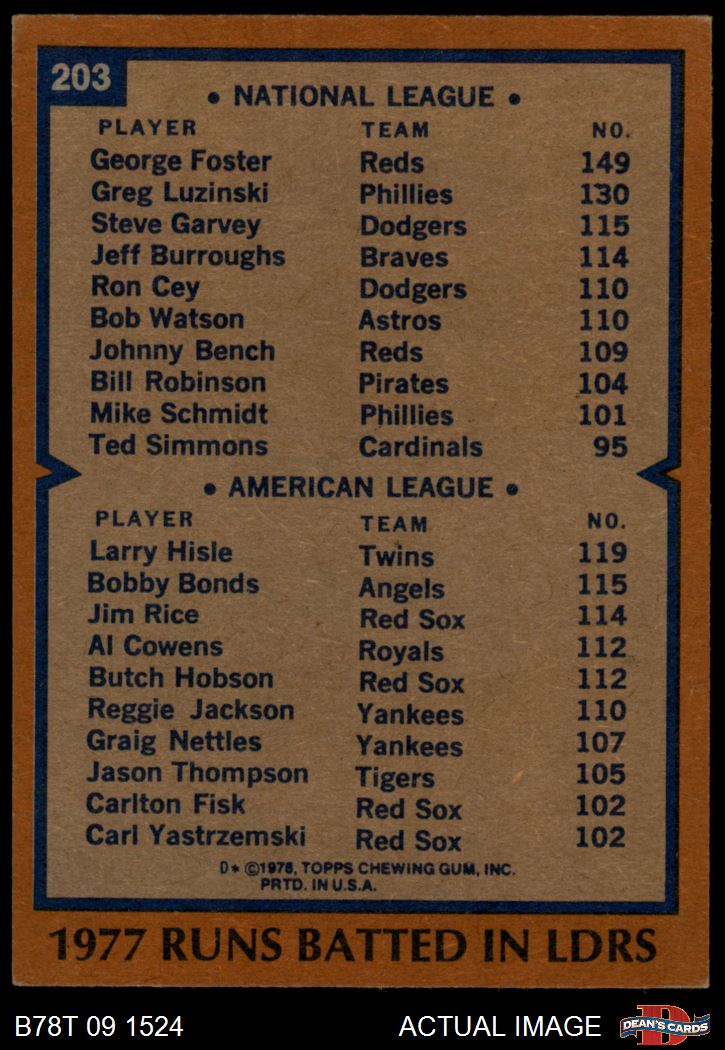 203
• NATIONAL LEAGUE •
PLAYER TEAM NO.
George Foster Reds 149
Greg Luzinski Phillies 130
Steve Garvey Dodgers 115
Jeff Burroughs Braves 114
Ron Cey Dodgers 110
Bob Watson Astros 110
Johnny Bench Reds 109
Bill Robinson Pirates 104
Mike Schmidt Phillies 101
Ted Simmons Cardinals 95
• AMERICAN LEAGUE •
PLAYER TEAM NO.
Larry Hisle Twins 119
Bobby Bonds Angels 115
Jim Rice Red Sox 114
Al Cowens Royals 112
Butch Hobson Red Sox 112
Reggie Jackson Yankees 110
Graig Nettles Yankees 107
Jason Thompson Tigers 105
Carlton Fisk Red Sox 102
Carl Yastrzemski Red Sox 102
D* ©1978, TOPPS CHEWING GUM, INC.
PRTD. IN U.S.A.
1977 RUNS BATTED IN LDRS
B78T 09 1524 ACTUAL IMAGE D DEAN'S CARDS